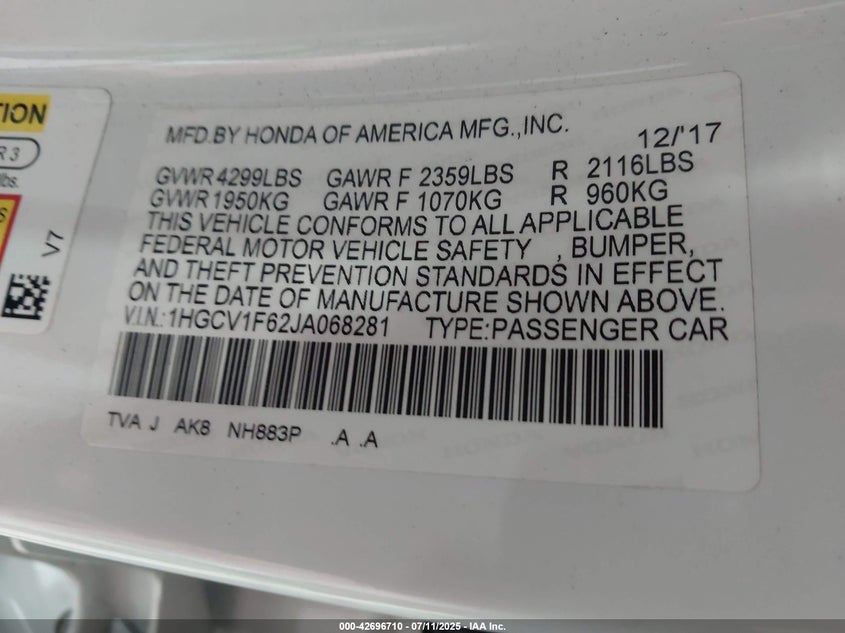 TION
R 3
lbs.
S
V7
MFD.BY HONDA OF AMERICA MFG.,INC. 12/'17
GVWR 4299LBS GAWR F 2359LBS R 2116LBS
GVWR 1950KG GAWR F 1070KG R 960KG
THIS VEHICLE CONFORMS TO ALL APPLICABLE
FEDERAL MOTOR VEHICLE SAFETY , BUMPER,
AND THEFT PREVENTION STANDARDS IN EFFECT
ON THE DATE OF MANUFACTURE SHOWN ABOVE.
V.I.N.:1HGCV1F62JA068281 TYPE:PASSENGER CAR
TVA J AK8 NH883P .A .A
000-42696710 - 07/11/2025 - IAA Inc.